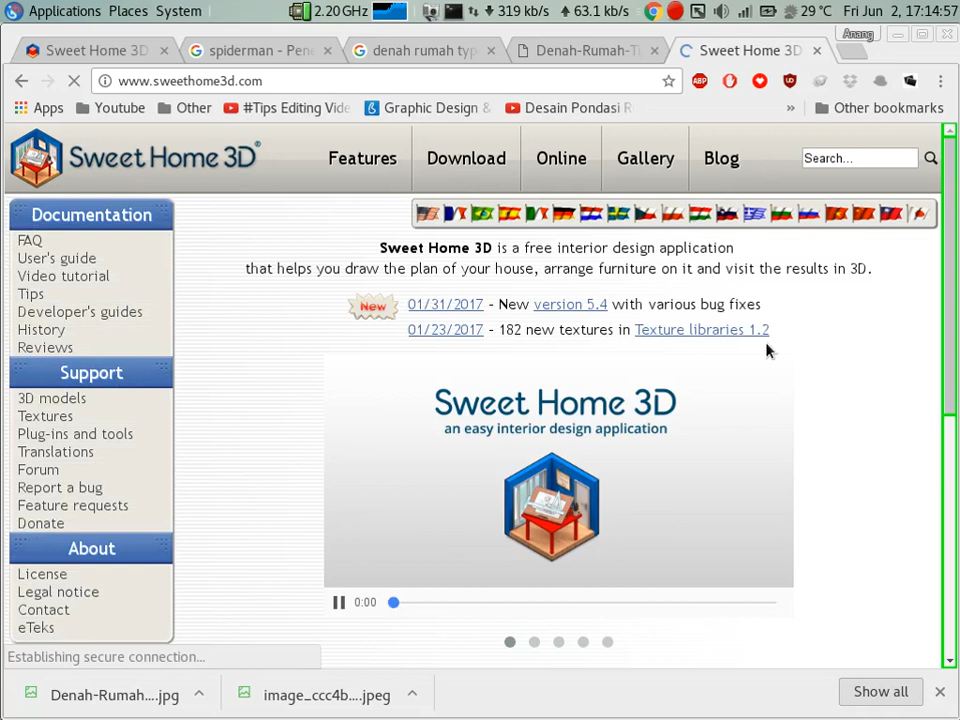 Applications Places System 2.20 GHz 319 kb/s 63.1 kb/s 29 °C Fri Jun 2, 17:14:57
Anang
Sweet Home 3D
spiderman - Pene
denah rumah typ
Denah-Rumah-Ti
Sweet Home 3D
www.sweethome3d.com
Apps Youtube Other #Tips Editing Vid Graphic Design & Desain Pondasi » Other bookmarks
Sweet Home 3D®
Features Download Online Gallery Blog Search...
Documentation
FAQ
User's guide
Video tutorial
Tips
Developer's guides
History
Reviews
Support
3D models
Textures
Plug-ins and tools
Translations
Forum
Report a bug
Feature requests
Donate
About
License
Legal notice
Contact
eTeks
Sweet Home 3D is a free interior design application
that helps you draw the plan of your house, arrange furniture on it and visit the results in 3D.
New 01/31/2017 - New version 5.4 with various bug fixes
01/23/2017 - 182 new textures in Texture libraries 1.2
Sweet Home 3D
an easy interior design application
0:00
Establishing secure connection...
Denah-Rumah....jpg image_ccc4b....jpeg Show all